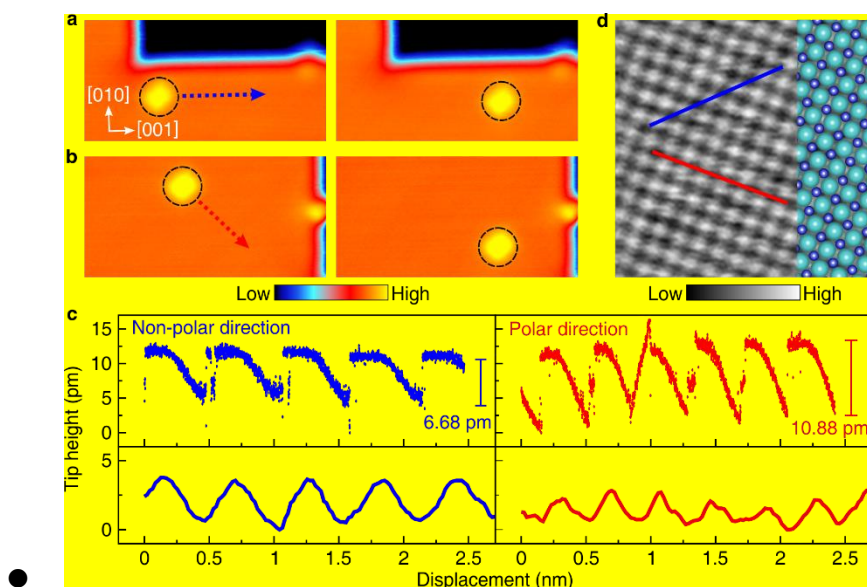 a
[010]
[001]
b
Low High
c
Non-polar direction
6.68 pm
15
10
5
0
5
0
Tip height (pm)
0 0.5 1 1.5 2 2.5
Polar direction
10.88 pm
0 0.5 1 1.5 2 2.5
Displacement (nm)
d
Low High